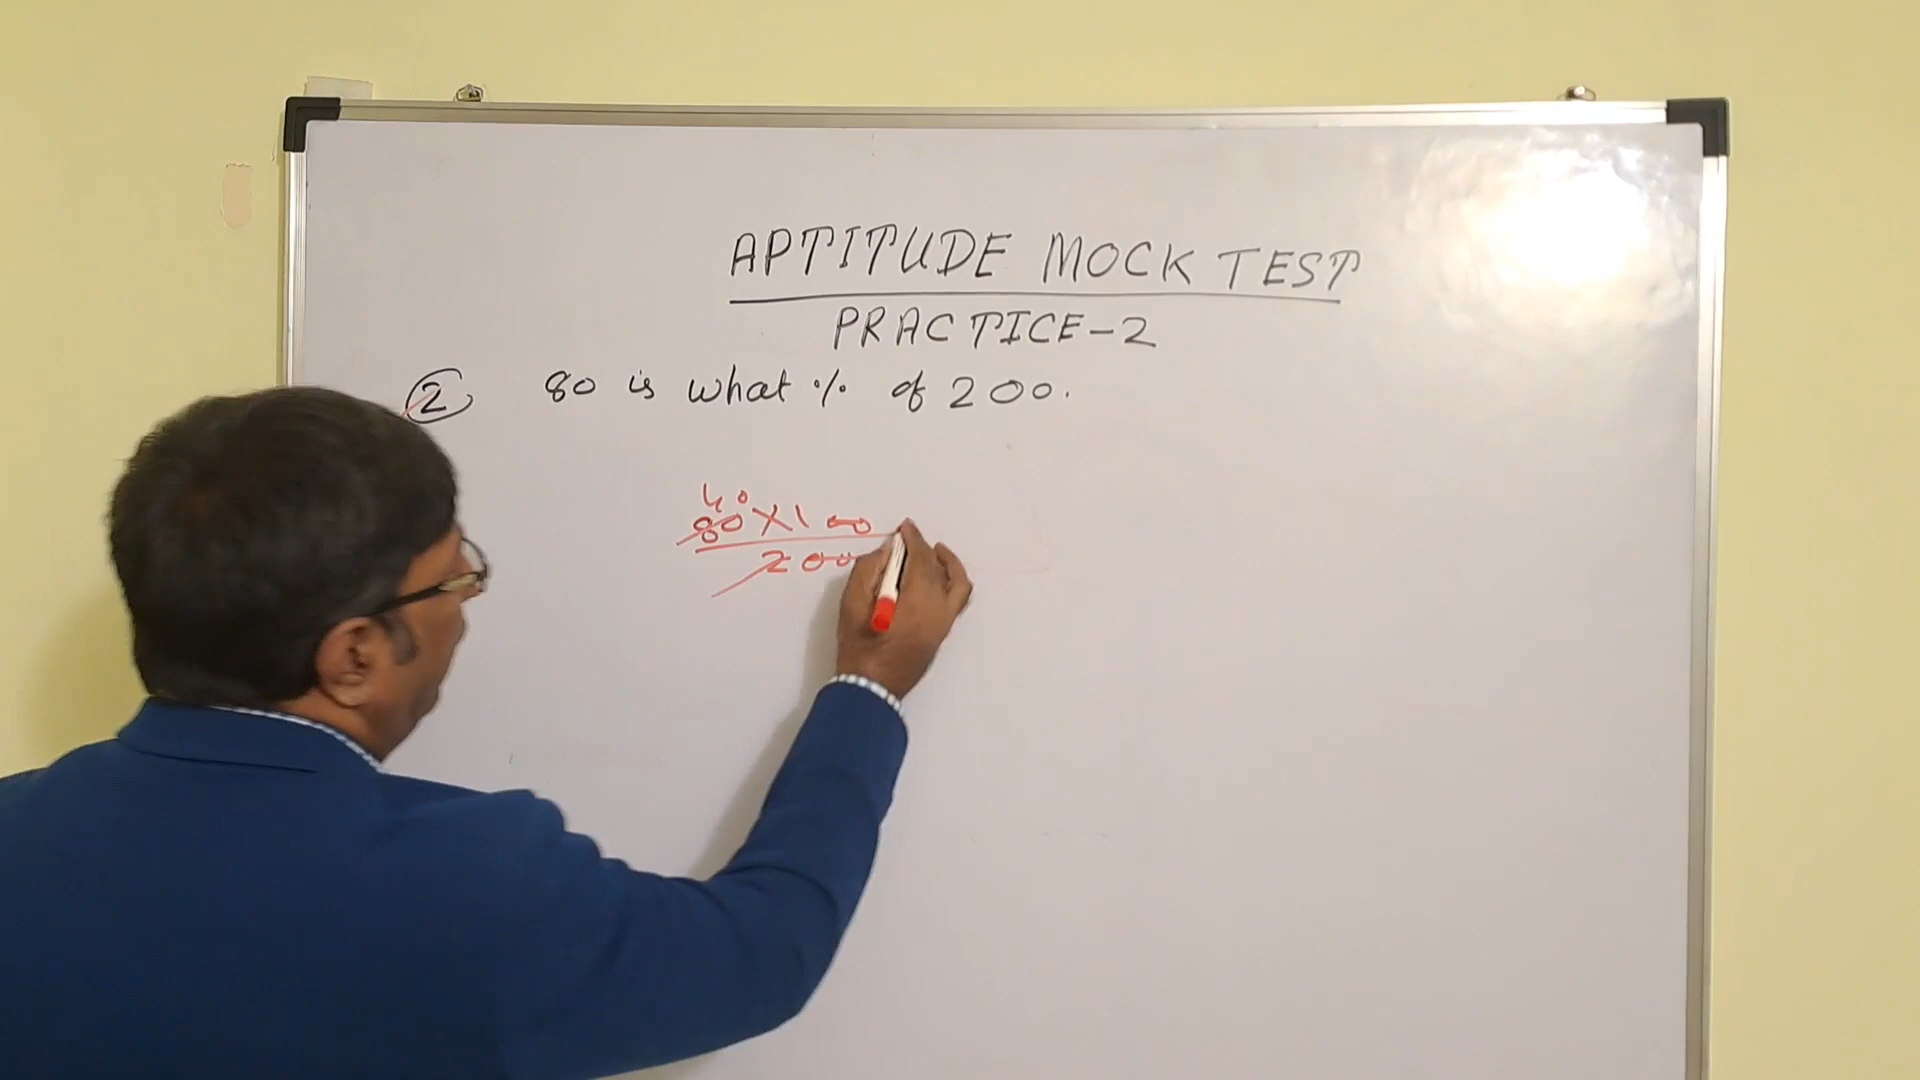 APTITUDE MOCK TEST
PRACTICE-2
2 80 is what % of 200.
40
80 X 100
200